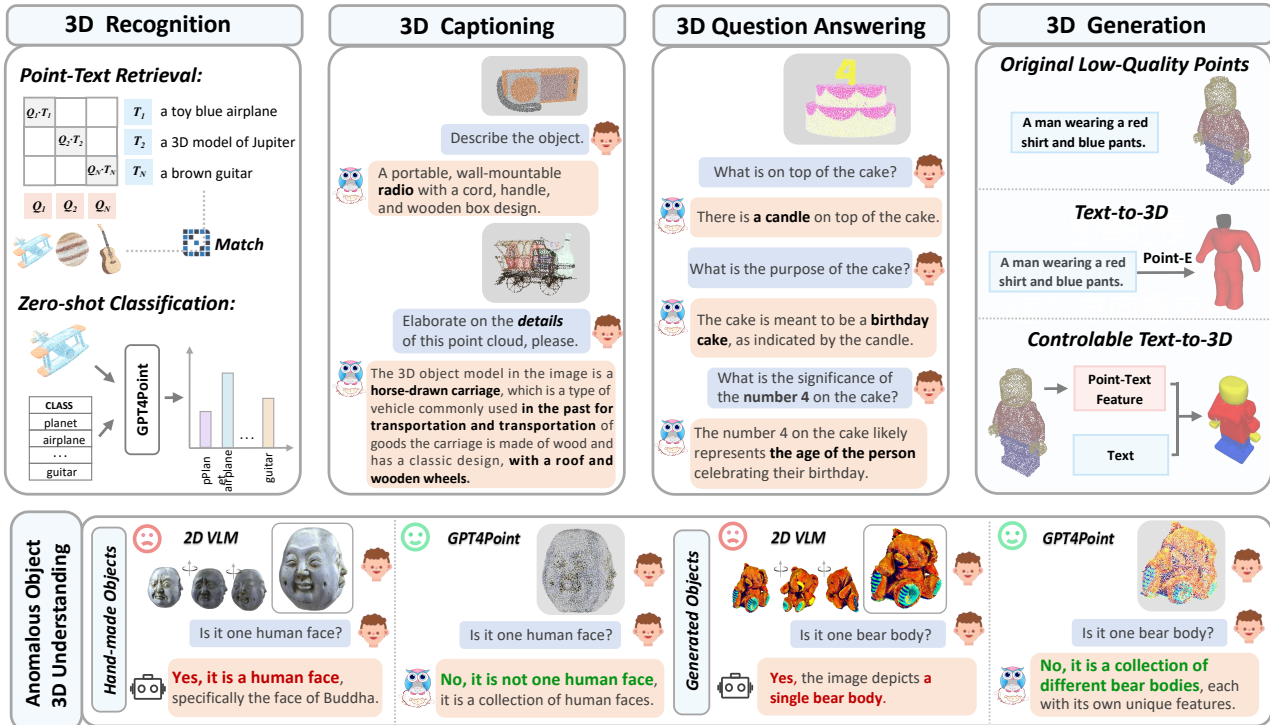 3D Recognition
Point-Text Retrieval:
Q1·T1
Q2·T2
QN·TN
T1 a toy blue airplane
T2 a 3D model of Jupiter
TN a brown guitar
Q1 Q2 QN
Match
Zero-shot Classification:
CLASS
planet
airplane
...
guitar
GPT4Point
...
pPlan
et
airplane
guitar
3D Captioning
Describe the object.
A portable, wall-mountable
radio with a cord, handle,
and wooden box design.
Elaborate on the details
of this point cloud, please.
The 3D object model in the image is a
horse-drawn carriage, which is a type of
vehicle commonly used in the past for
transportation and transportation of
goods the carriage is made of wood and
has a classic design, with a roof and
wooden wheels.
3D Question Answering
4
What is on top of the cake?
There is a candle on top of the cake.
What is the purpose of the cake?
The cake is meant to be a birthday
cake, as indicated by the candle.
What is the significance of
the number 4 on the cake?
The number 4 on the cake likely
represents the age of the person
celebrating their birthday.
3D Generation
Original Low-Quality Points
A man wearing a red
shirt and blue pants.
Text-to-3D
A man wearing a red
shirt and blue pants.
Point-E
Controlable Text-to-3D
Point-Text
Feature
Text
Anomalous Object
3D Understanding
Hand-made Objects
2D VLM
Is it one human face?
Yes, it is a human face,
specifically the face of Buddha.
GPT4Point
Is it one human face?
No, it is not one human face,
it is a collection of human faces.
Generated Objects
2D VLM
Is it one bear body?
Yes, the image depicts a
single bear body.
GPT4Point
Is it one bear body?
No, it is a collection of
different bear bodies, each
with its own unique features.